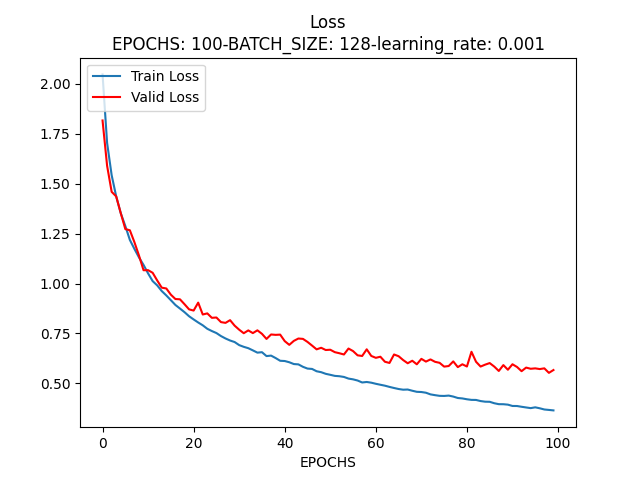 Loss
EPOCHS: 100-BATCH_SIZE: 128-learning_rate: 0.001
Train Loss
Valid Loss
2.00
1.75
1.50
1.25
1.00
0.75
0.50
0 20 40 60 80 100
EPOCHS